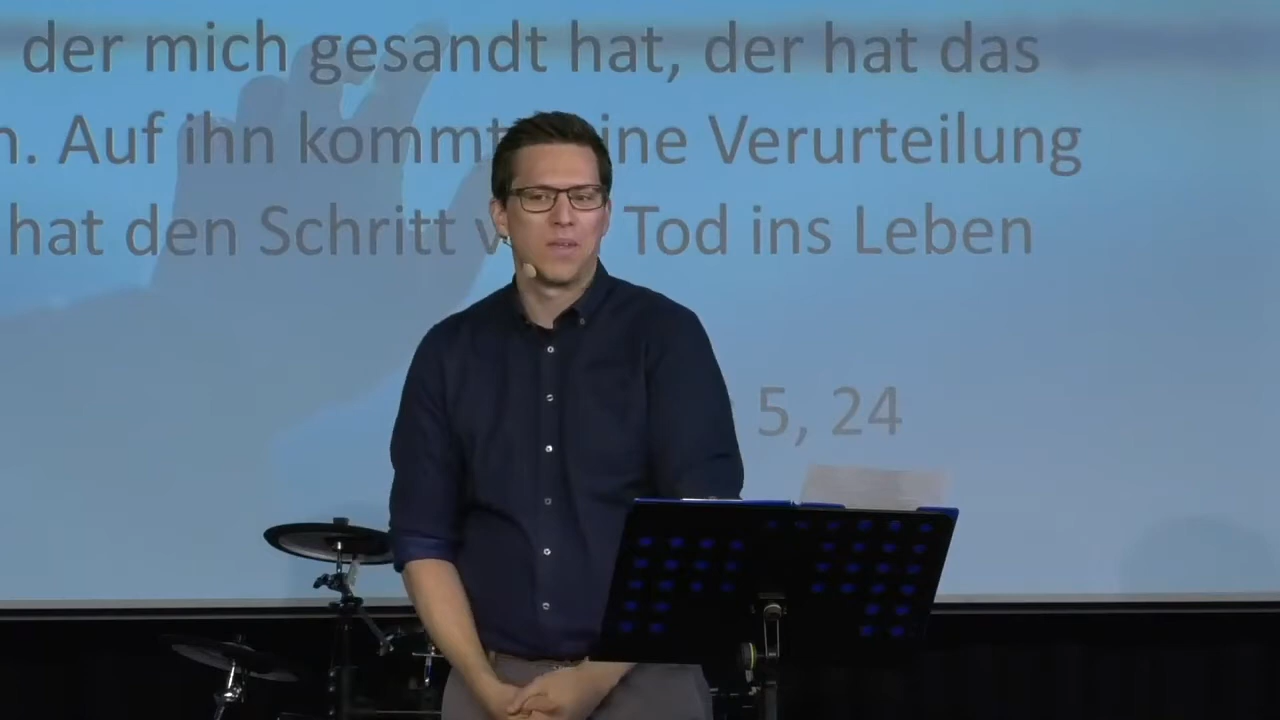 der mich gesandt hat, der hat das
n. Auf ihn kommt ine Verurteilung
hat den Schritt v Tod ins Leben
5, 24